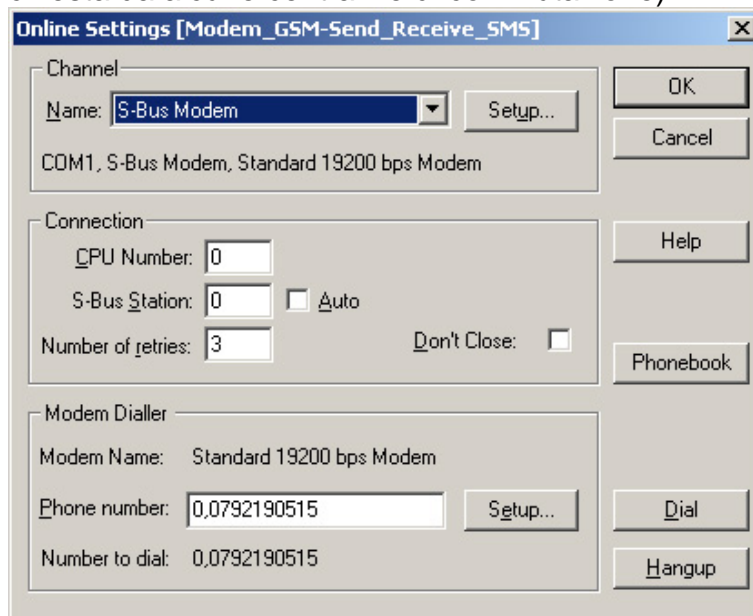 Online Settings [Modem_GSM-Send_Receive_SMS]
Channel
Name: S-Bus Modem Setup...
COM1, S-Bus Modem, Standard 19200 bps Modem
OK
Cancel
Connection
CPU Number: 0
S-Bus Station: 0 Auto
Number of retries: 3 Don't Close:
Help
Phonebook
Modem Dialler
Modem Name: Standard 19200 bps Modem
Phone number: 0,0792190515 Setup...
Number to dial: 0,0792190515
Dial
Hangup